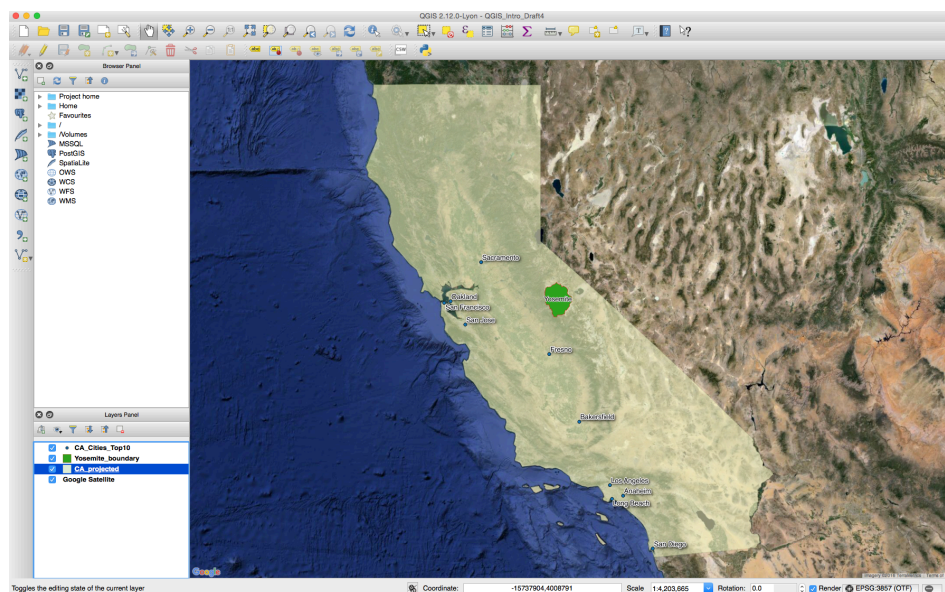 QGIS 2.12.0-Lyon - QGIS_Intro_Draft4
CSW
Browser Panel
Project home
Home
Favourites
/
/Volumes
MSSQL
PostGIS
SpatiaLite
OWS
WCS
WFS
WMS
Sacramento
Oakland
San Francisco
San Jose
Yosemite
Fresno
Bakersfield
Los Angeles
Anaheim
Long Beach
San Diego
Layers Panel
CA_Cities_Top10
Yosemite_boundary
CA_projected
Google Satellite
Google
Toggles the editing state of the current layer
Coordinate: -15737904,4008791
Scale 1:4,203,665
Rotation: 0.0
Render
EPSG:3857 (OTF)